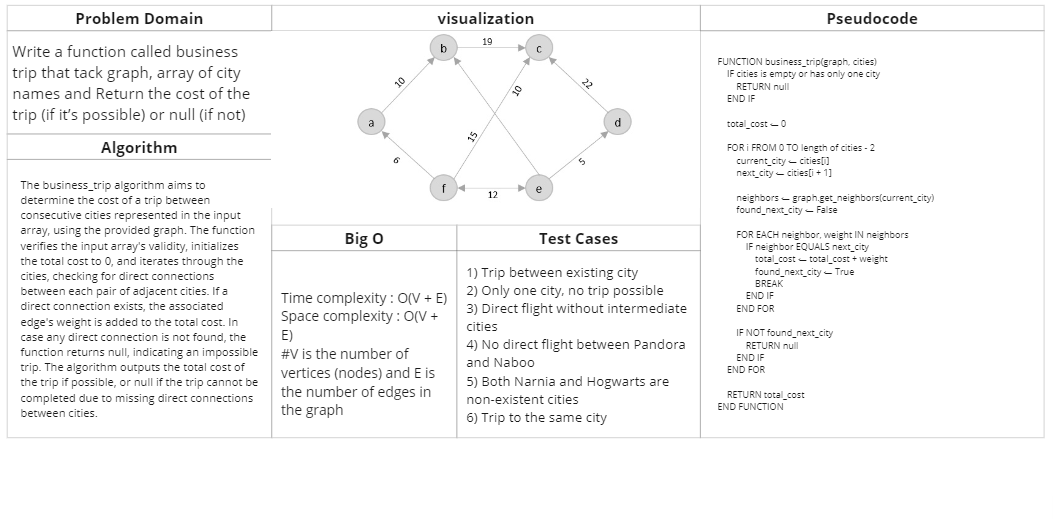 Problem Domain
Write a function called business
trip that tack graph, array of city
names and Return the cost of the
trip (if it's possible) or null (if not)
Algorithm
The business_trip algorithm aims to
determine the cost of a trip between
consecutive cities represented in the input
array, using the provided graph. The function
verifies the input array's validity, initializes
the total cost to 0, and iterates through the
cities, checking for direct connections
between each pair of adjacent cities. If a
direct connection exists, the associated
edge's weight is added to the total cost. In
case any direct connection is not found, the
function returns null, indicating an impossible
trip. The algorithm outputs the total cost of
the trip if possible, or null if the trip cannot be
completed due to missing direct connections
between cities.
visualization
b
19
c
10
10
22
a
d
15
6
5
f
12
e
Big O
Time complexity : O(V + E)
Space complexity : O(V +
E)
#V is the number of
vertices (nodes) and E is
the number of edges in
the graph
Test Cases
1) Trip between existing city
2) Only one city, no trip possible
3) Direct flight without intermediate
cities
4) No direct flight between Pandora
and Naboo
5) Both Narnia and Hogwarts are
non-existent cities
6) Trip to the same city
Pseudocode
FUNCTION business_trip(graph, cities)
IF cities is empty or has only one city
RETURN null
END IF
total_cost ← 0
FOR i FROM 0 TO length of cities - 2
current_city ← cities[i]
next_city ← cities[i + 1]
neighbors ← graph.get_neighbors(current_city)
found_next_city ← False
FOR EACH neighbor, weight IN neighbors
IF neighbor EQUALS next_city
total_cost ← total_cost + weight
found_next_city ← True
BREAK
END IF
END FOR
IF NOT found_next_city
RETURN null
END IF
END FOR
RETURN total_cost
END FUNCTION